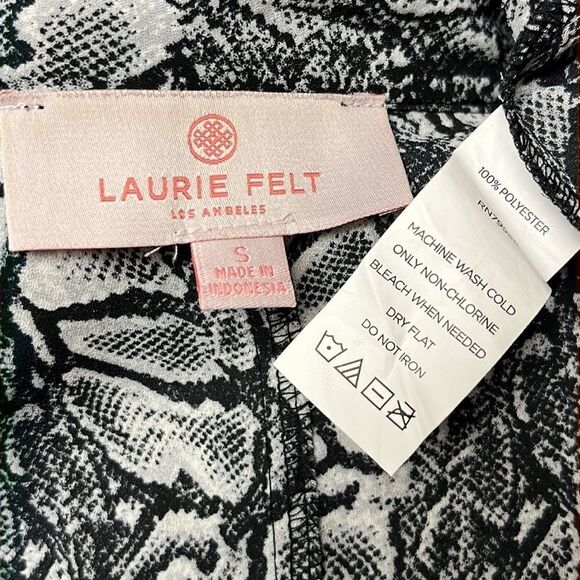 LAURIE FELT
LOS ANGELES
S
MADE IN
INDONESIA
100% POLYESTER
MACHINE WASH COLD
ONLY NON-CHLORINE
BLEACH WHEN NEEDED
DRY FLAT
DO NOT IRON